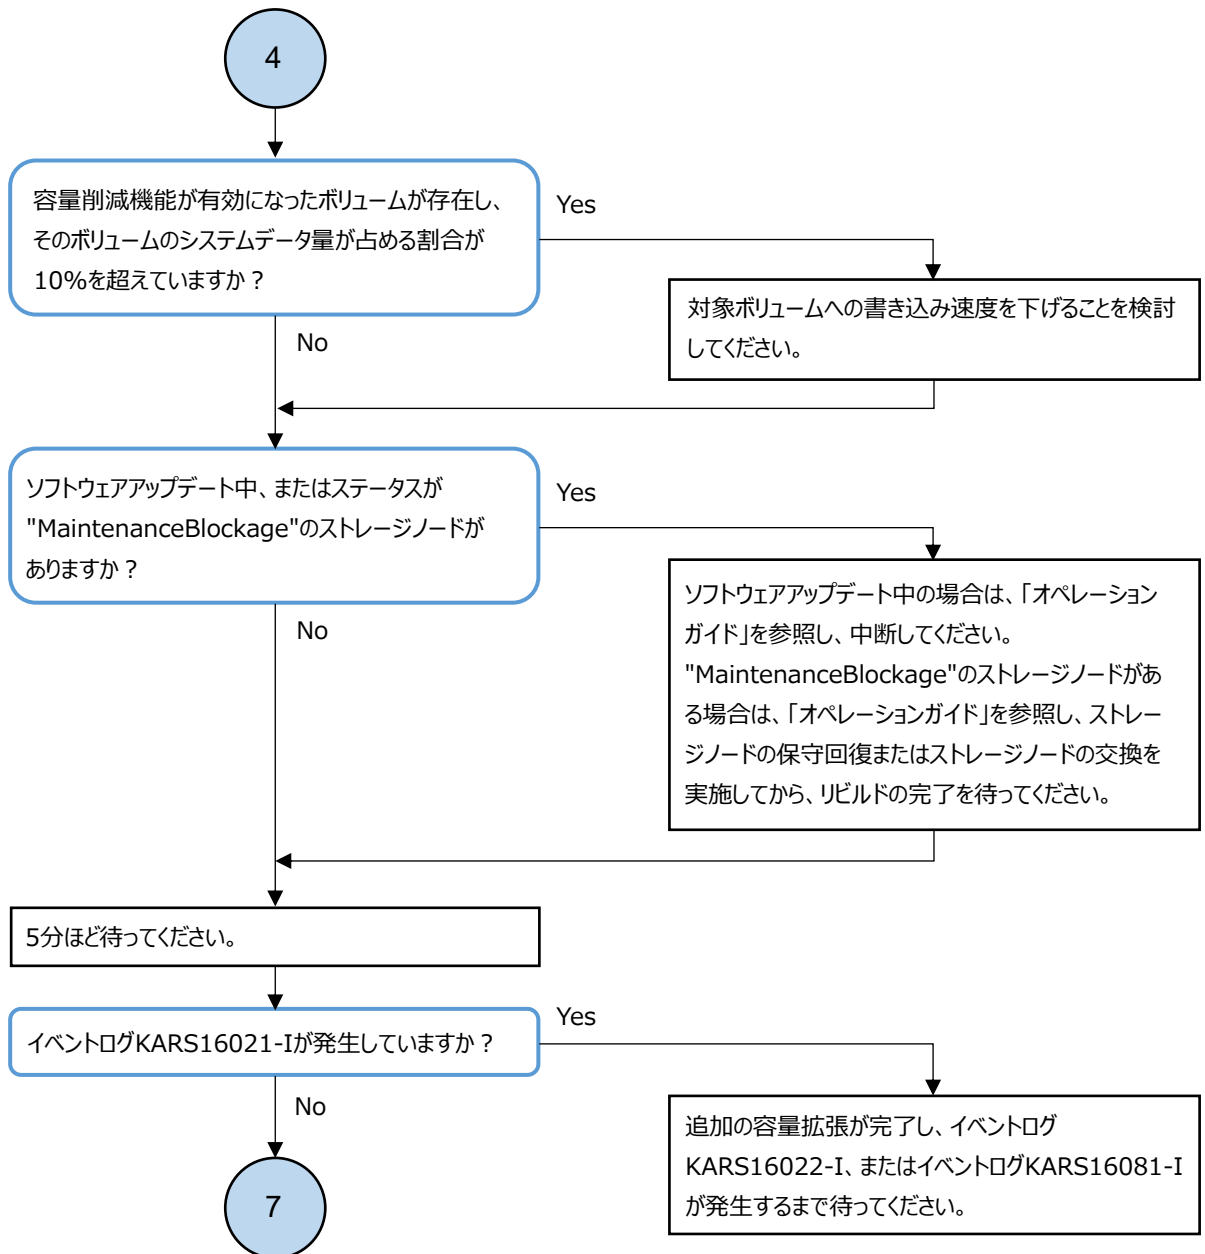 4
容量削減機能が有効になったボリュームが存在し、
そのボリュームのシステムデータ量が占める割合が
10%を超えていますか？
Yes
対象ボリュームへの書き込み速度を下げることを検討
してください。
No
ソフトウェアアップデート中、またはステータスが
"MaintenanceBlockage"のストレージノードが
ありますか？
Yes
ソフトウェアアップデート中の場合は、「オペレーション
ガイド」を参照し、中断してください。
"MaintenanceBlockage"のストレージノードがあ
る場合は、「オペレーションガイド」を参照し、ストレー
ジノードの保守回復またはストレージノードの交換を
実施してから、リビルドの完了を待ってください。
No
5分ほど待ってください。
イベントログKARS16021-Iが発生していますか？
Yes
追加の容量拡張が完了し、イベントログ
KARS16022-I、またはイベントログKARS16081-I
が発生するまで待ってください。
No
7